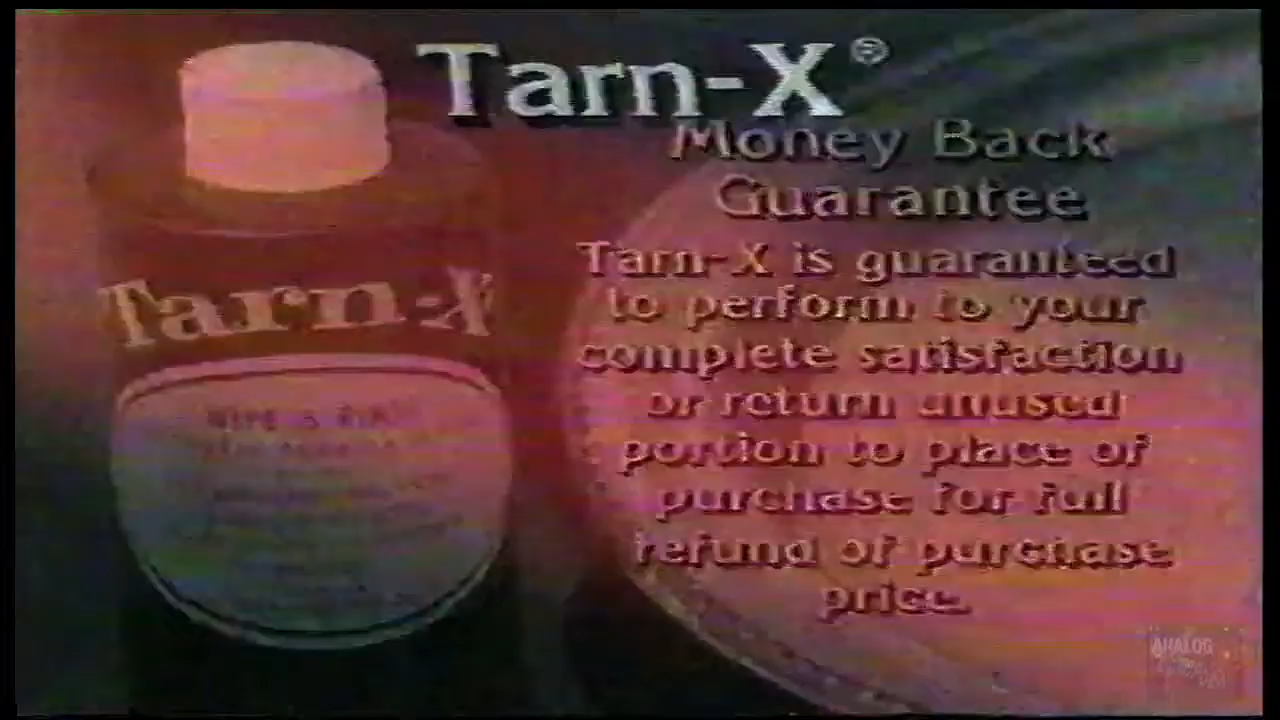 Tarn-X®
Money Back
Guarantee
Tarn-X is guaranteed
to perform to your
complete satisfaction
or return unused
portion to place of
purchase for full
refund of purchase
price.
Tarn-X
ANALOG